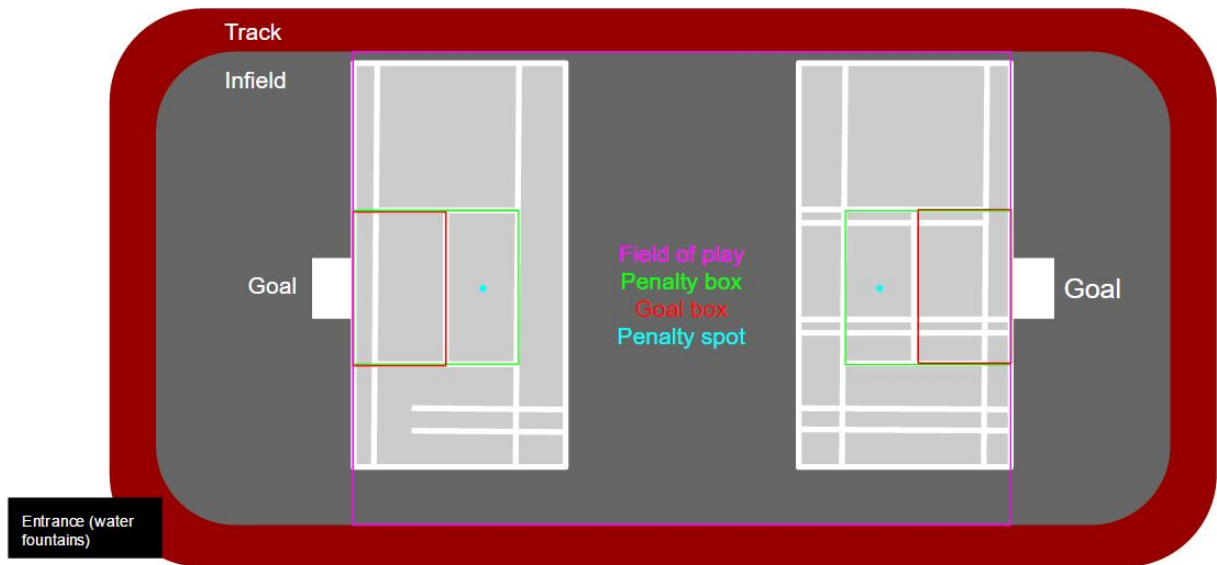 Track
Infield
Field of play
Penalty box
Goal box
Penalty spot
Goal
Goal
Entrance (water
fountains)